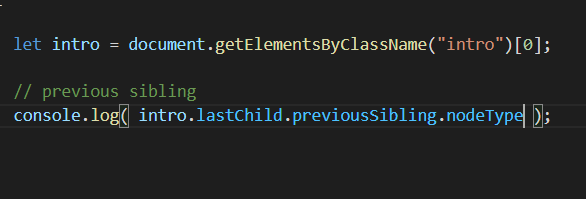 let intro = document.getElementsByClassName("intro")[0];
// previous sibling
console.log( intro.lastChild.previousSibling.nodeType );